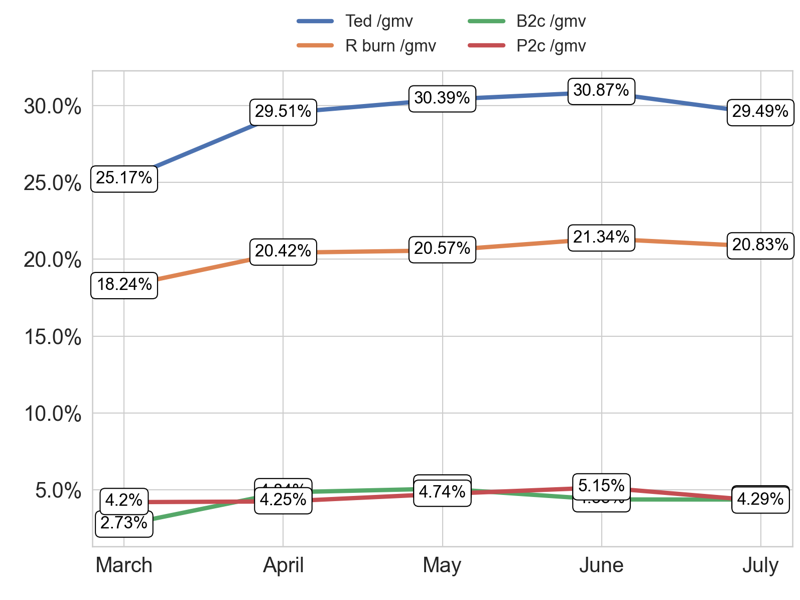 Ted /gmv
B2c /gmv
R burn /gmv
P2c /gmv
30.0%
25.0%
20.0%
15.0%
10.0%
5.0%
25.17%
29.51%
30.39%
30.87%
29.49%
18.24%
20.42%
20.57%
21.34%
20.83%
4.2%
4.25%
4.74%
5.15%
4.29%
2.73%
March
April
May
June
July